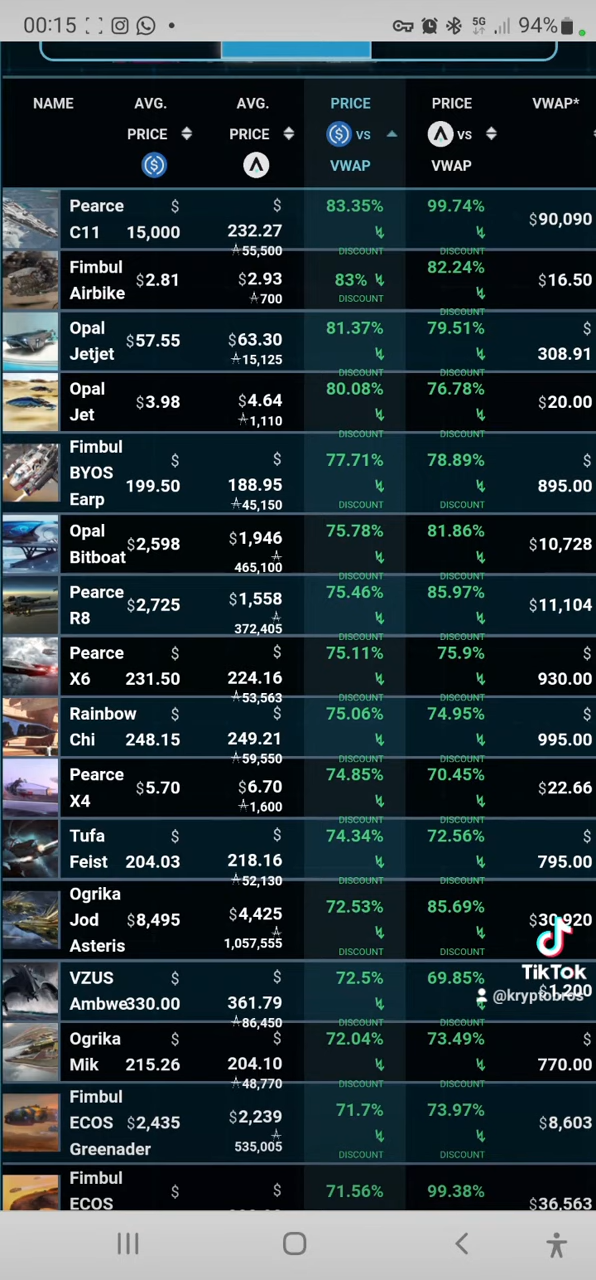 00:15
5G
94%
NAME
AVG.
PRICE
AVG.
PRICE
PRICE
vs
VWAP
PRICE
vs
VWAP
VWAP*
Pearce
C11
$
15,000
$
232.27
55,500
83.35%
DISCOUNT
99.74%
DISCOUNT
$90,090
Fimbul
Airbike
$2.81
$2.93
700
83%
DISCOUNT
82.24%
DISCOUNT
$16.50
Opal
Jetjet
$57.55
$63.30
15,125
81.37%
DISCOUNT
79.51%
DISCOUNT
$
308.91
Opal
Jet
$3.98
$4.64
1,110
80.08%
DISCOUNT
76.78%
DISCOUNT
$20.00
Fimbul
BYOS
Earp
$
199.50
$
188.95
45,150
77.71%
DISCOUNT
78.89%
DISCOUNT
$
895.00
Opal
Bitboat
$2,598
$1,946
465,100
75.78%
DISCOUNT
81.86%
DISCOUNT
$10,728
Pearce
R8
$2,725
$1,558
372,405
75.46%
DISCOUNT
85.97%
DISCOUNT
$11,104
Pearce
X6
$
231.50
$
224.16
53,563
75.11%
DISCOUNT
75.9%
DISCOUNT
$
930.00
Rainbow
Chi
$
248.15
$
249.21
59,550
75.06%
DISCOUNT
74.95%
DISCOUNT
$
995.00
Pearce
X4
$5.70
$6.70
1,600
74.85%
DISCOUNT
70.45%
DISCOUNT
$22.66
Tufa
Feist
$
204.03
$
218.16
52,130
74.34%
DISCOUNT
72.56%
DISCOUNT
$
795.00
Ogrika
Jod
Asteris
$8,495
$4,425
1,057,555
72.53%
DISCOUNT
85.69%
DISCOUNT
$30,920
TikTok
@kryptobros
VZUS
Ambwe
$
330.00
$
361.79
86,450
72.5%
DISCOUNT
69.85%
DISCOUNT
$1,200
Ogrika
Mik
$
215.26
$
204.10
48,770
72.04%
DISCOUNT
73.49%
DISCOUNT
$
770.00
Fimbul
ECOS
Greenader
$2,435
$2,239
535,005
71.7%
DISCOUNT
73.97%
DISCOUNT
$8,603
Fimbul
ECOS
$
$
71.56%
99.38%
$36,563